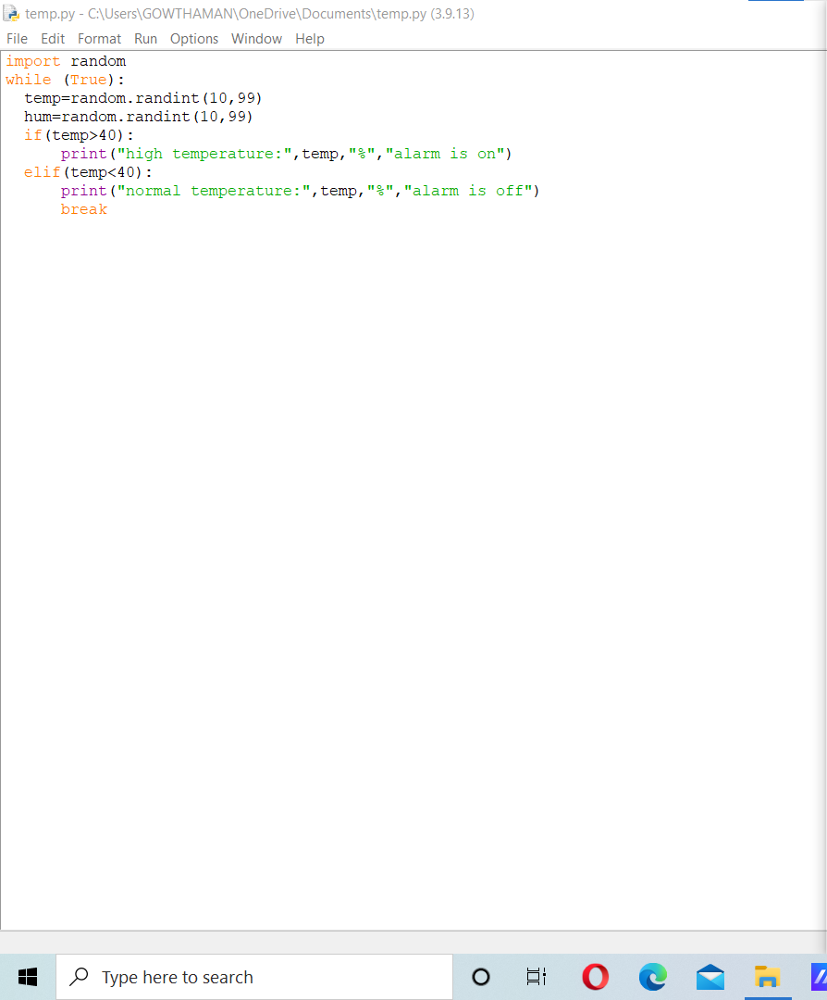 temp.py - C:\Users\GOWTHAMAN\OneDrive\Documents\temp.py (3.9.13)
File Edit Format Run Options Window Help
import random
while (True):
  temp=random.randint(10,99)
  hum=random.randint(10,99)
  if(temp>40):
      print("high temperature:",temp,"%","alarm is on")
  elif(temp<40):
      print("normal temperature:",temp,"%","alarm is off")
      break
Type here to search